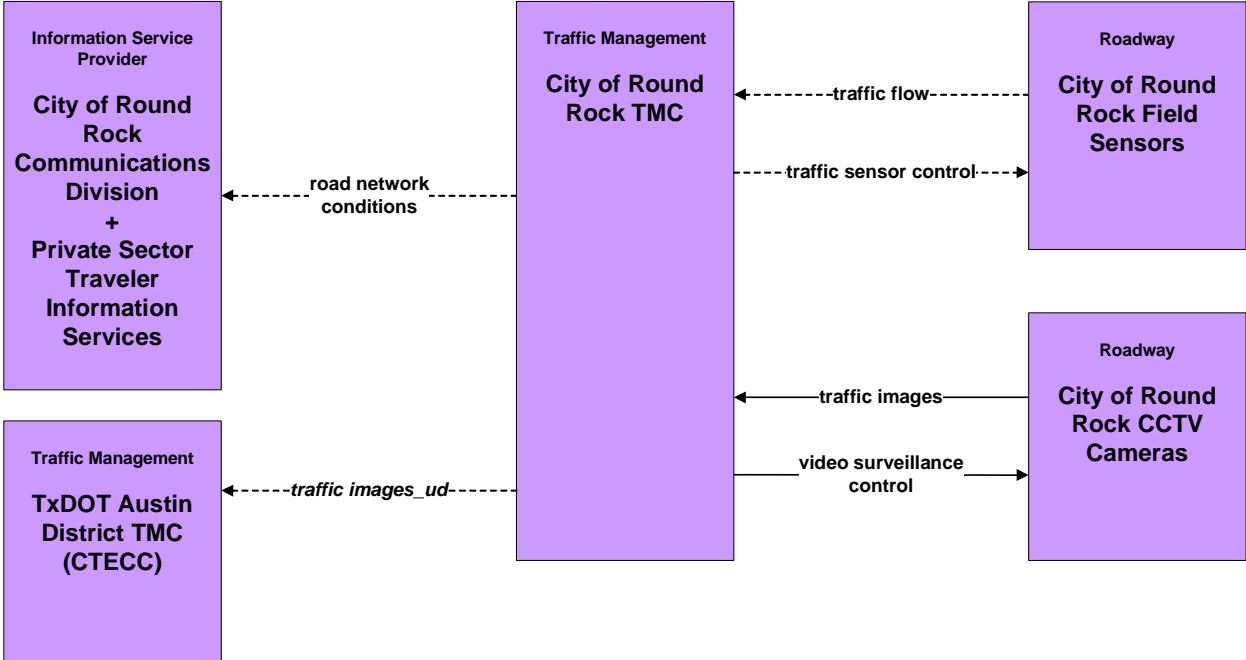 Information Service
Provider
City of Round
Rock
Communications
Division
+
Private Sector
Traveler
Information
Services
Traffic Management
TxDOT Austin
District TMC
(CTECC)
road network
conditions
traffic images_ud
Traffic Management
City of Round
Rock TMC
traffic flow
traffic sensor control
traffic images
video surveillance
control
Roadway
City of Round
Rock Field
Sensors
Roadway
City of Round
Rock CCTV
Cameras